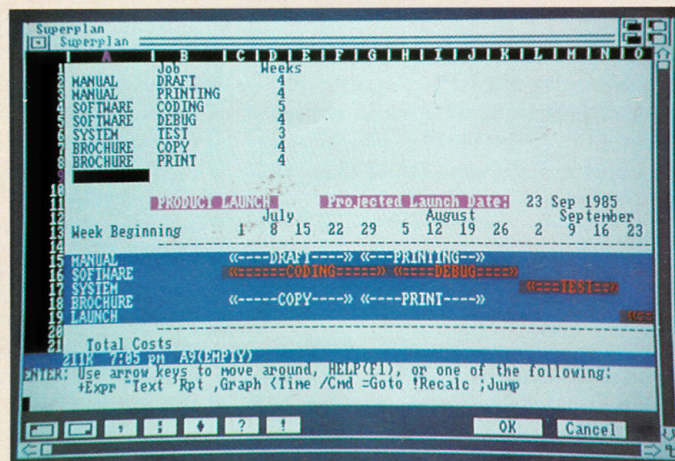 Superplan
Superplan
A B C D E F G H I J K L M N O
1 Job Weeks
2 MANUAL DRAFT 4
3 MANUAL PRINTING 4
4 SOFTWARE CODING 5
5 SOFTWARE DEBUG 4
6 SYSTEM TEST 3
7 BROCHURE COPY 4
8 BROCHURE PRINT 4
9
10
11 PRODUCT LAUNCH Projected Launch Date: 23 Sep 1985
12 July August September
13 Week Beginning 1 8 15 22 29 5 12 19 26 2 9 16 23
14 ------------------------------------------------
15 MANUAL «----DRAFT----» «---PRINTING--»
16 SOFTWARE «======CODING=====» «====DEBUG=====»
17 SYSTEM «===TEST==»
18 BROCHURE «-----COPY----» «----PRINT----»
19 LAUNCH «==
20 ------------------------------------------------
21 Total Costs
211K 7:05 pm A9(EMPTY)
ENTER: Use arrow keys to move around, HELP(F1), or one of the following:
+Expr "Text 'Rpt ,Graph <Time /Cmd =Goto !Recalc ;Jump
, : ♦ ? ! OK Cancel